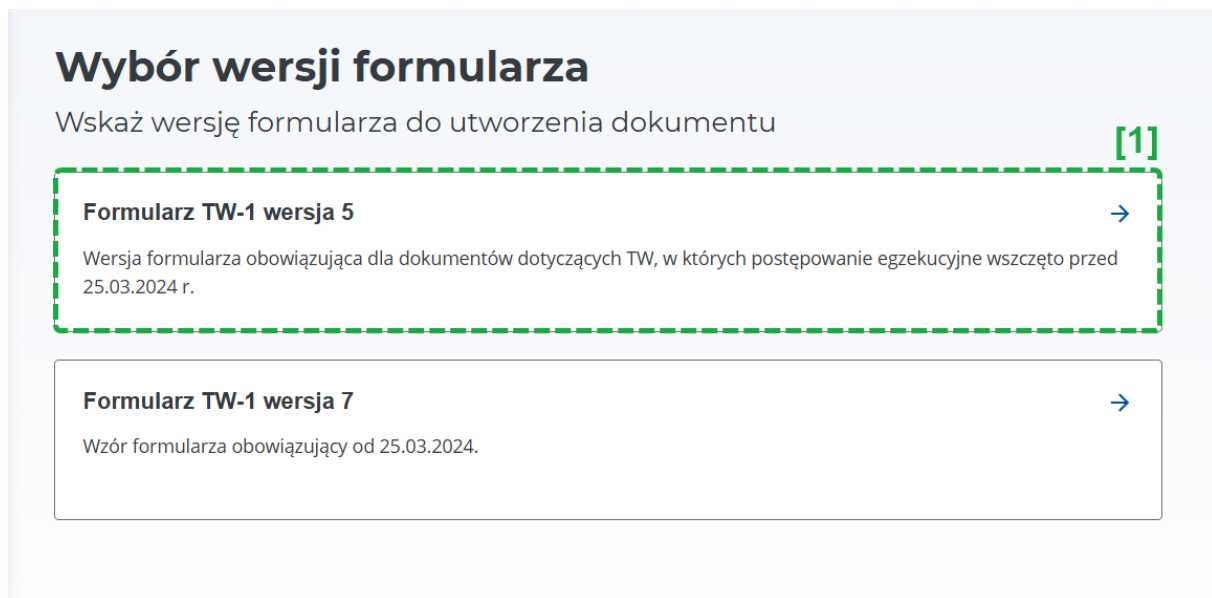 Wybór wersji formularza
Wskaż wersję formularza do utworzenia dokumentu
[1]
Formularz TW-1 wersja 5
Wersja formularza obowiązująca dla dokumentów dotyczących TW, w których postępowanie egzekucyjne wszczęto przed
25.03.2024 r.
Formularz TW-1 wersja 7
Wzór formularza obowiązujący od 25.03.2024.